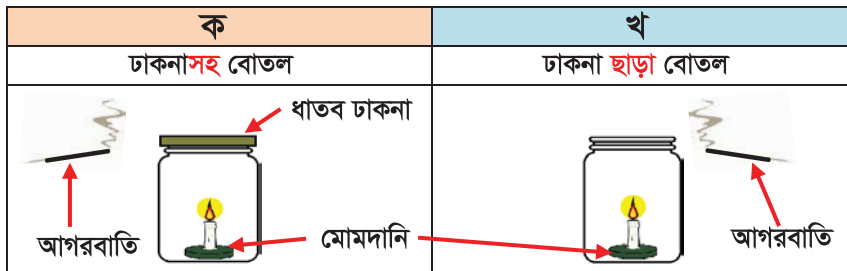 ক
খ
ঢাকনাসহ বোতল
ঢাকনা ছাড়া বোতল
ধাতব ঢাকনা
আগরবাতি
মোমদানি
আগরবাতি